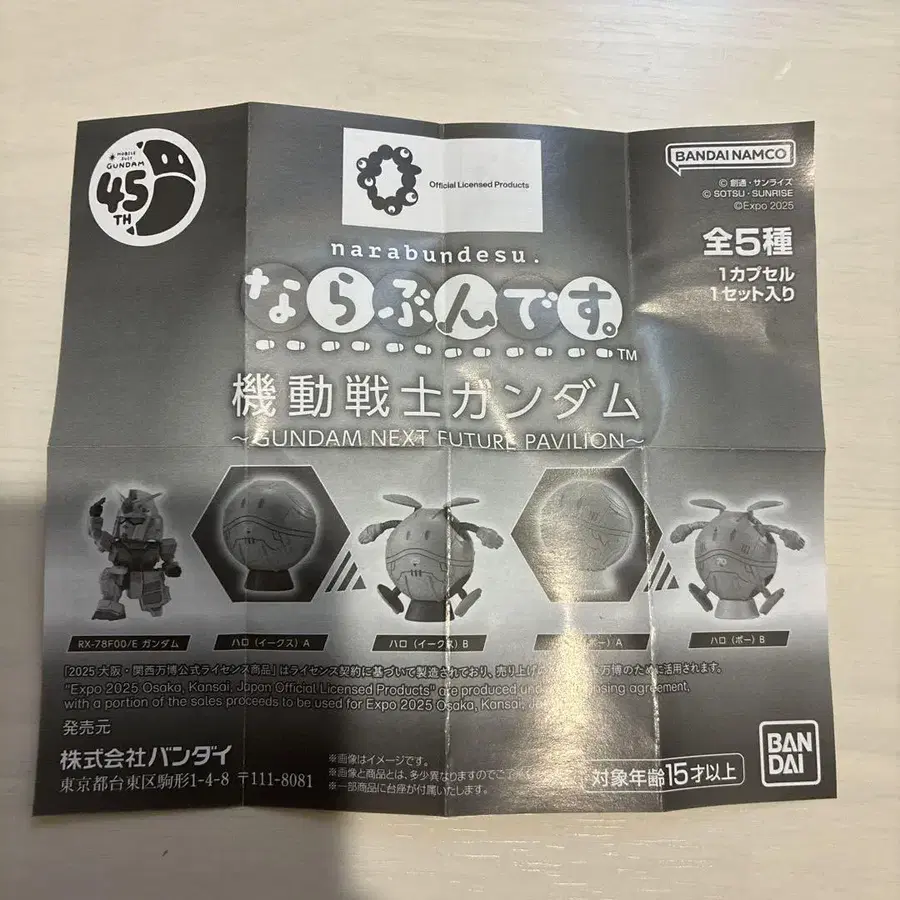 MOBILE SUIT GUNDAM
45TH
Official Licensed Products
BANDAI NAMCO
© 創通・サンライズ
© SOTSU・SUNRISE
©Expo 2025
全5種
1カプセル
1セット入り
narabundesu.
ならぶんです。
TM
機動戦士ガンダム
~GUNDAM NEXT FUTURE PAVILION~
RX-78F00/E ガンダム
ハロ (イークス) A
ハロ (イークス) B
A
ハロ (ボー) B
「2025 大阪・関西万博公式ライセンス商品」はライセンス契約に基づいて製造されており、売り上げの 万博のために活用されます。
"Expo 2025 Osaka, Kansai, Japan Official Licensed Products" are produced under licensing agreement,
with a portion of the sales proceeds to be used for Expo 2025 Osaka, Kansai,
発売元
株式会社バンダイ
東京都台東区駒形1-4-8 〒111-8081
※画像はイメージです。
※画像と商品とは、多少異なりますのでご了
※一部商品に台座が付属いたします。
対象年齢15才以上
BANDAI